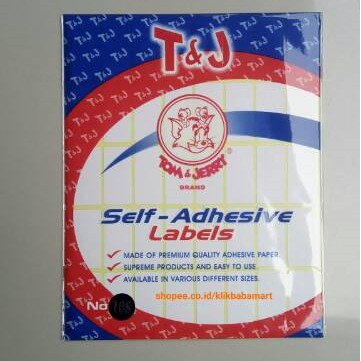 T&J
TOM & JERRY
BRAND
Self-Adhesive
Labels
MADE OF PREMIUM QUALITY ADHESIVE PAPER.
SUPREME PRODUCTS AND EASY TO USE.
AVAILABLE IN VARIOUS DIFFERENT SIZES.
shopee.co.id/klikbabamart
No